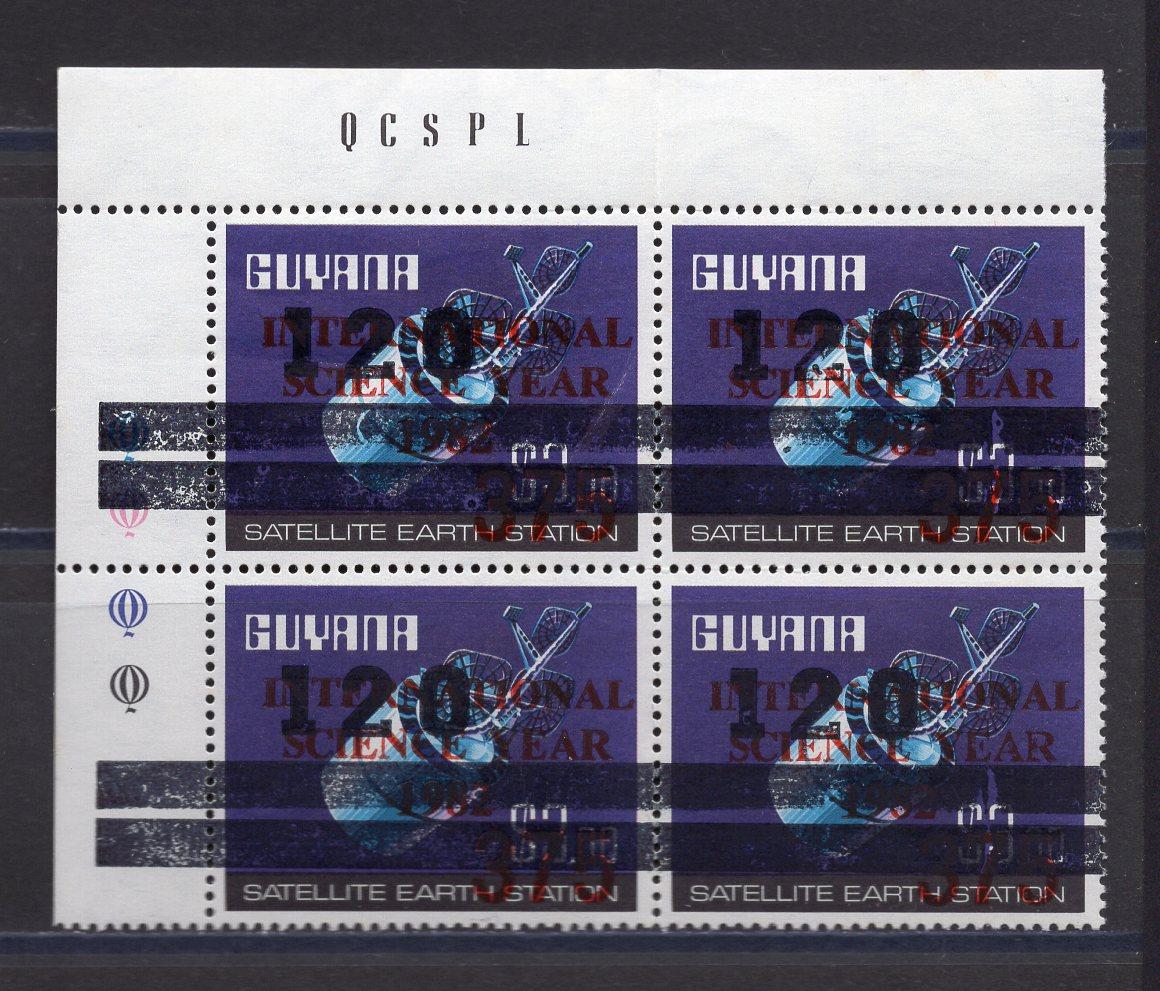 QCSPL
GUYANA
120
INTERNATIONAL
SCIENCE YEAR
1982
375
SATELLITE EARTH STATION
GUYANA
120
INTERNATIONAL
SCIENCE YEAR
1982
375
SATELLITE EARTH STATION
GUYANA
120
INTERNATIONAL
SCIENCE YEAR
1982
375
SATELLITE EARTH STATION
GUYANA
120
INTERNATIONAL
SCIENCE YEAR
1982
375
SATELLITE EARTH STATION